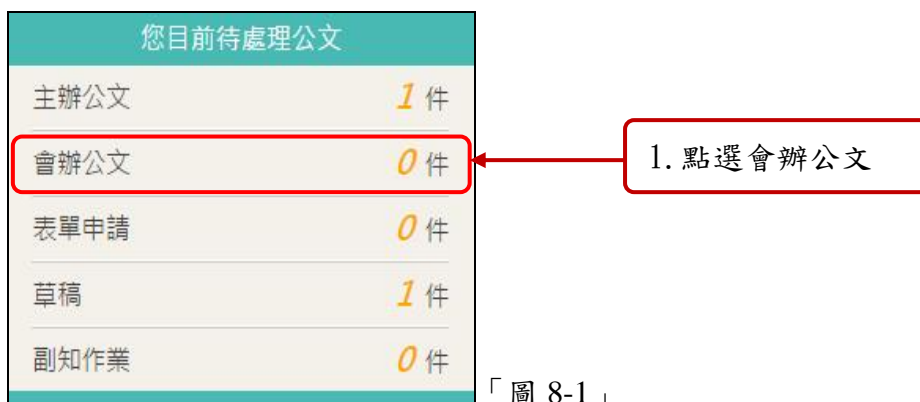 您目前待處理公文
主辦公文 1 件
會辦公文 0 件
1. 點選會辦公文
表單申請 0 件
草稿 1 件
副知作業 0 件
「圖 8-1」